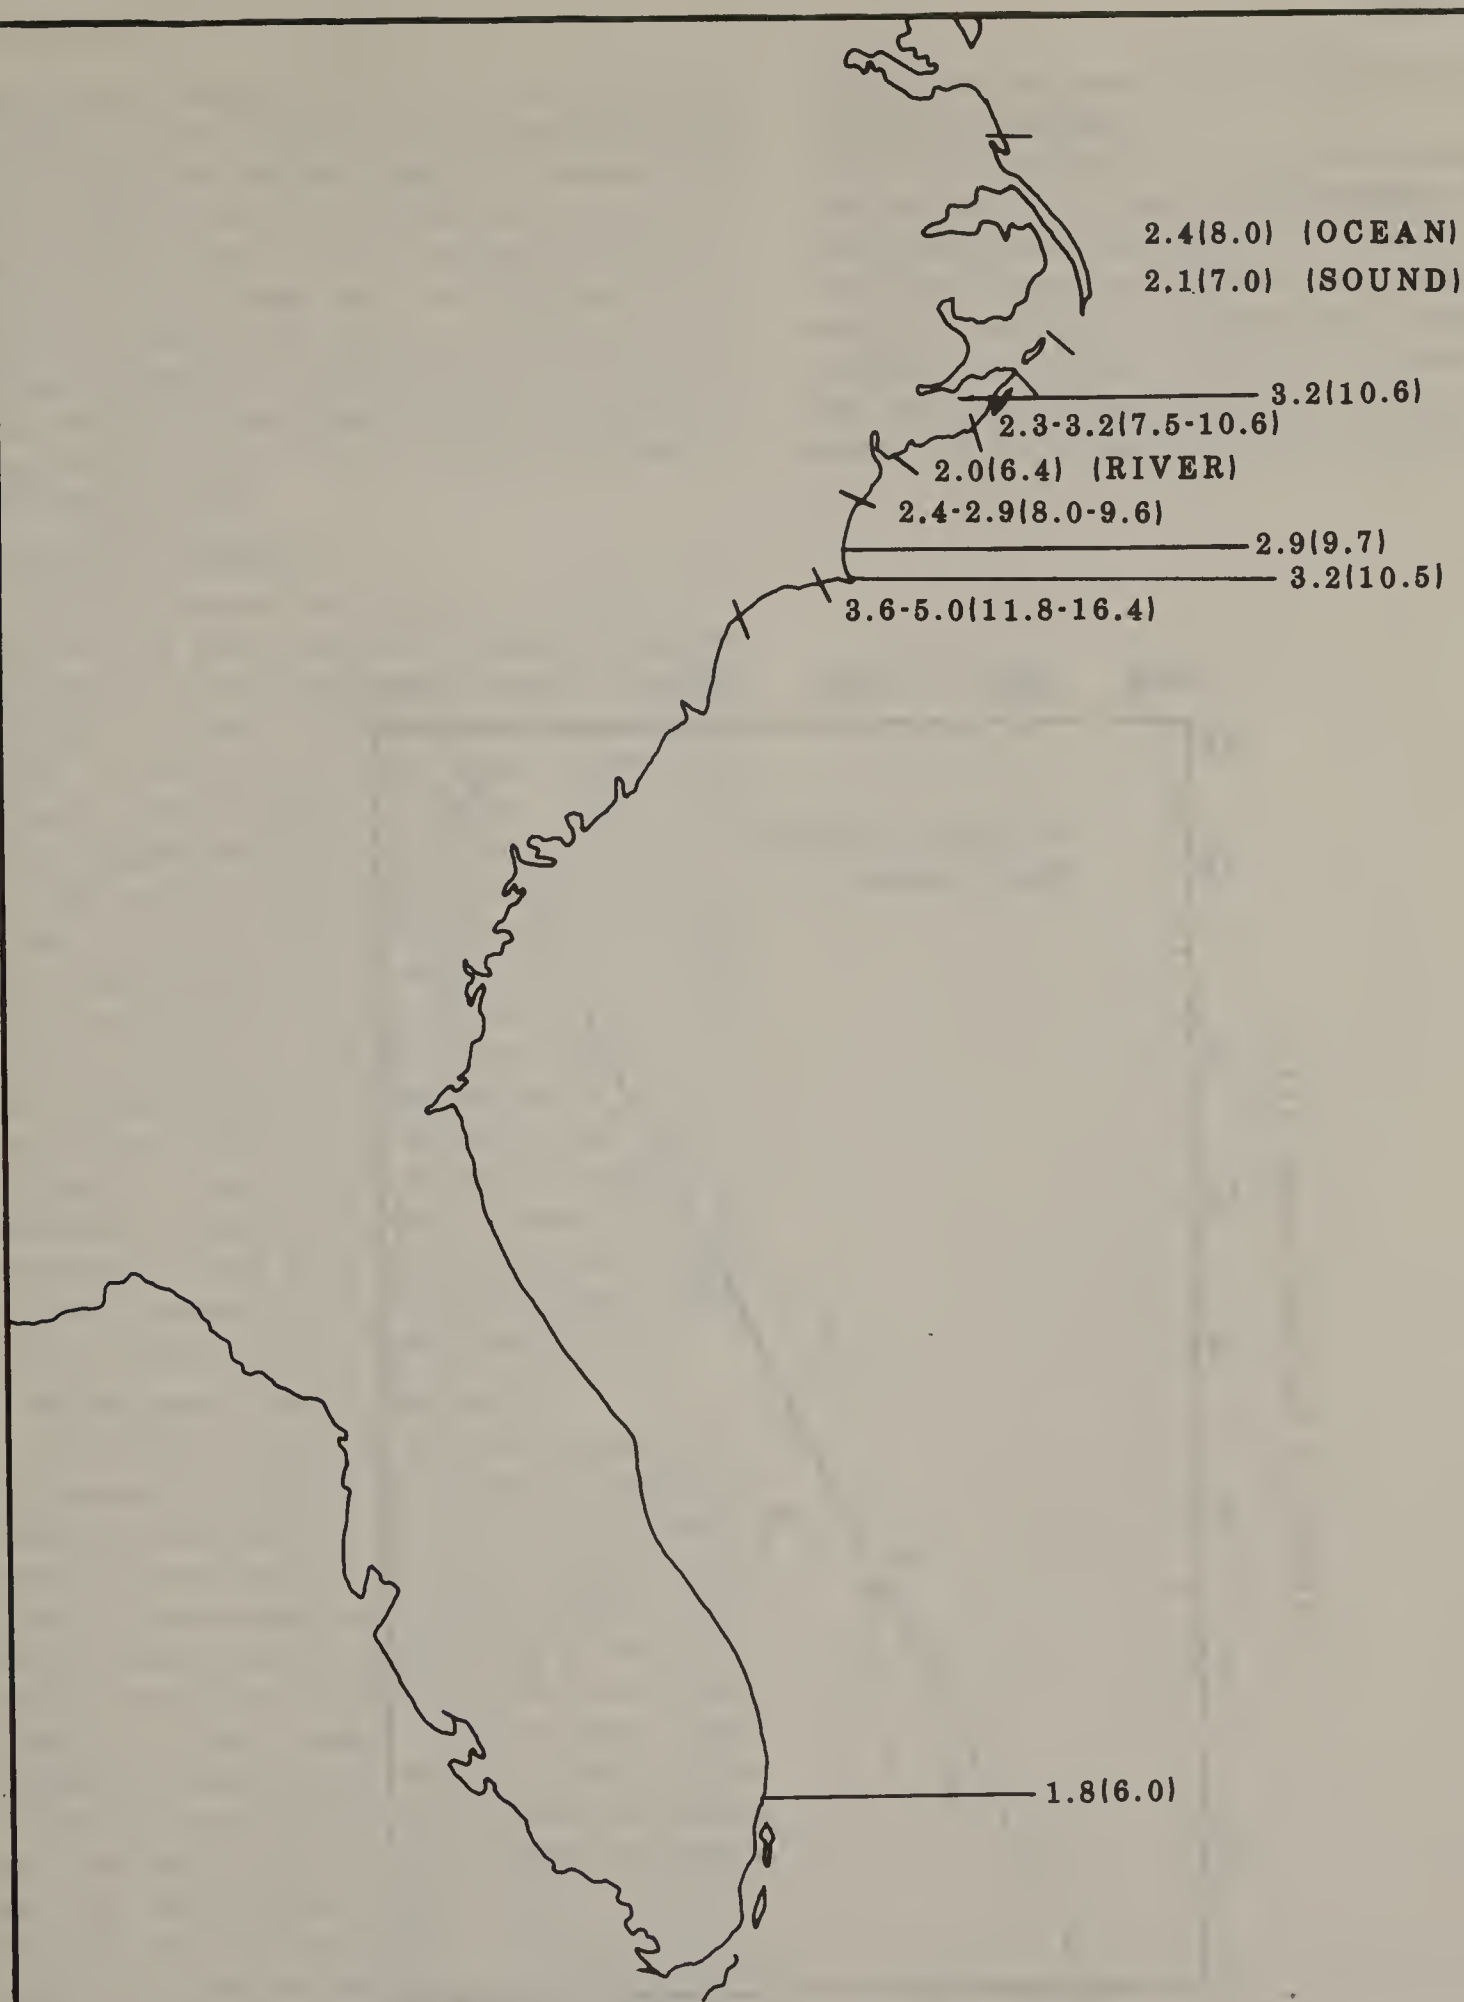 2.4(8.0) (OCEAN)
2.1(7.0) (SOUND)
3.2(10.6)
2.3-3.2(7.5-10.6)
2.0(6.4) (RIVER)
2.4-2.9(8.0-9.6)
2.9(9.7)
3.2(10.5)
3.6-5.0(11.8-16.4)
1.8(6.0)